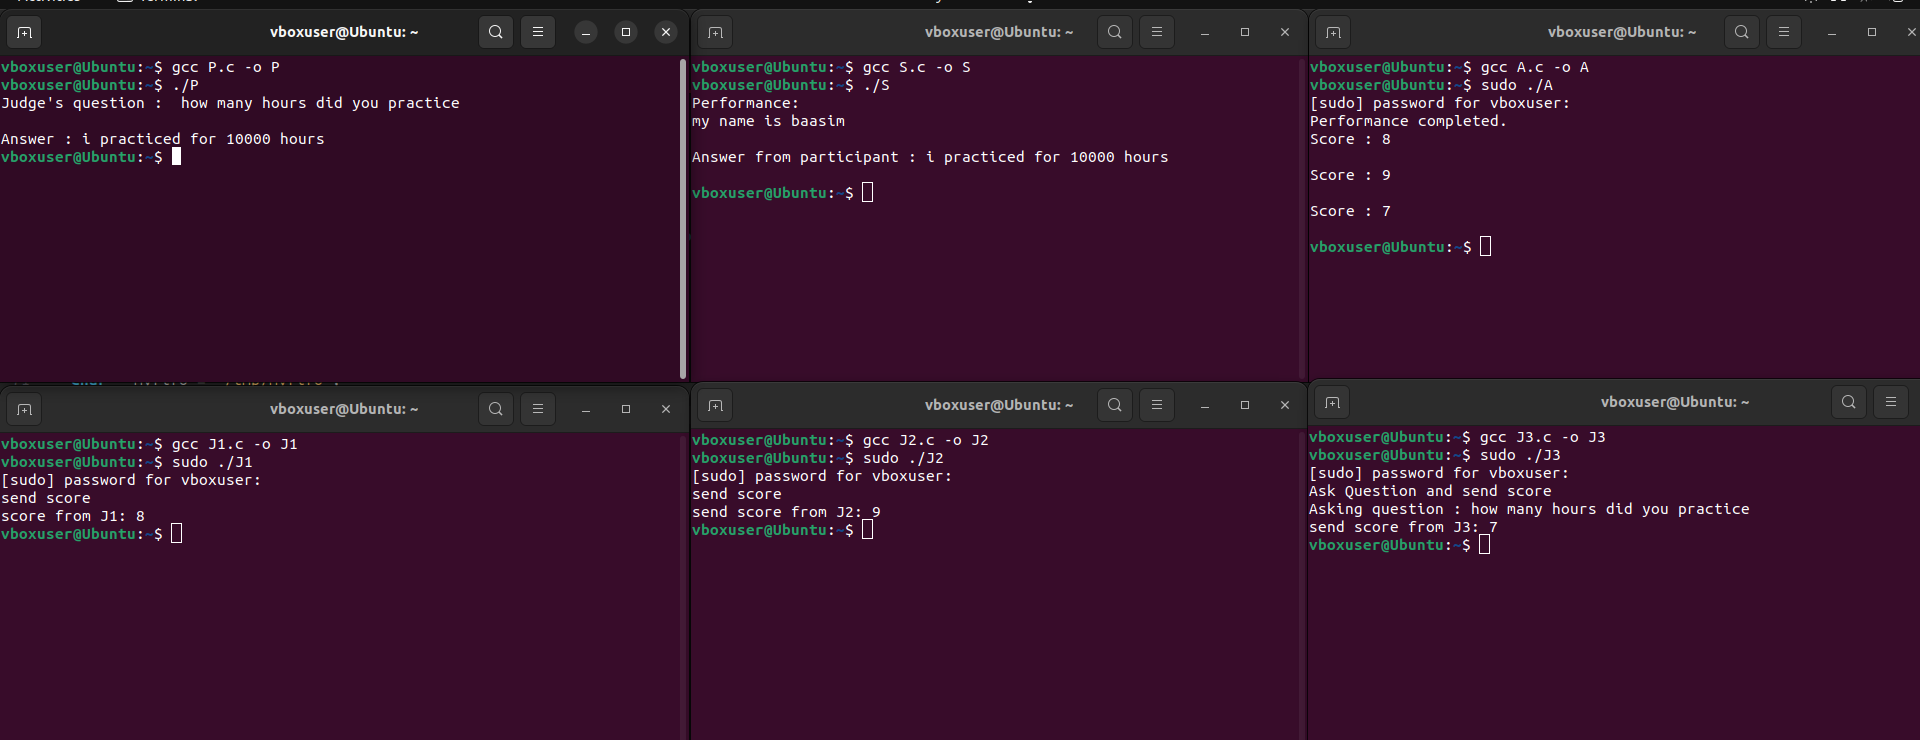 vboxuser@Ubuntu: ~
vboxuser@Ubuntu:~$ gcc P.c -o P
vboxuser@Ubuntu:~$ ./P
Judge's question :  how many hours did you practice
Answer : i practiced for 10000 hours
vboxuser@Ubuntu:~$
vboxuser@Ubuntu: ~
vboxuser@Ubuntu:~$ gcc S.c -o S
vboxuser@Ubuntu:~$ ./S
Performance:
my name is baasim
Answer from participant : i practiced for 10000 hours
vboxuser@Ubuntu:~$
vboxuser@Ubuntu: ~
vboxuser@Ubuntu:~$ gcc A.c -o A
vboxuser@Ubuntu:~$ sudo ./A
[sudo] password for vboxuser:
Performance completed.
Score : 8
Score : 9
Score : 7
vboxuser@Ubuntu:~$
vboxuser@Ubuntu: ~
vboxuser@Ubuntu:~$ gcc J1.c -o J1
vboxuser@Ubuntu:~$ sudo ./J1
[sudo] password for vboxuser:
send score
score from J1: 8
vboxuser@Ubuntu:~$
vboxuser@Ubuntu: ~
vboxuser@Ubuntu:~$ gcc J2.c -o J2
vboxuser@Ubuntu:~$ sudo ./J2
[sudo] password for vboxuser:
send score
send score from J2: 9
vboxuser@Ubuntu:~$
vboxuser@Ubuntu: ~
vboxuser@Ubuntu:~$ gcc J3.c -o J3
vboxuser@Ubuntu:~$ sudo ./J3
[sudo] password for vboxuser:
Ask Question and send score
Asking question : how many hours did you practice
send score from J3: 7
vboxuser@Ubuntu:~$